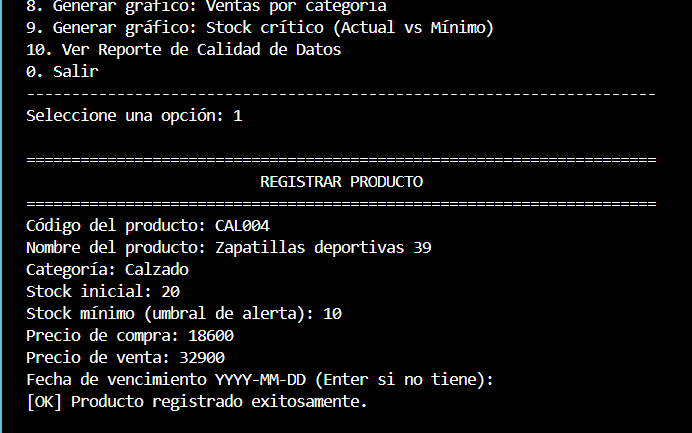 8. Generar gráfico: Ventas por categoría
9. Generar gráfico: Stock crítico (Actual vs Mínimo)
10. Ver Reporte de Calidad de Datos
0. Salir
----------------------------------------------------------------------
Seleccione una opción: 1
======================================================================
REGISTRAR PRODUCTO
======================================================================
Código del producto: CAL004
Nombre del producto: Zapatillas deportivas 39
Categoría: Calzado
Stock inicial: 20
Stock mínimo (umbral de alerta): 10
Precio de compra: 18600
Precio de venta: 32900
Fecha de vencimiento YYYY-MM-DD (Enter si no tiene):
[OK] Producto registrado exitosamente.